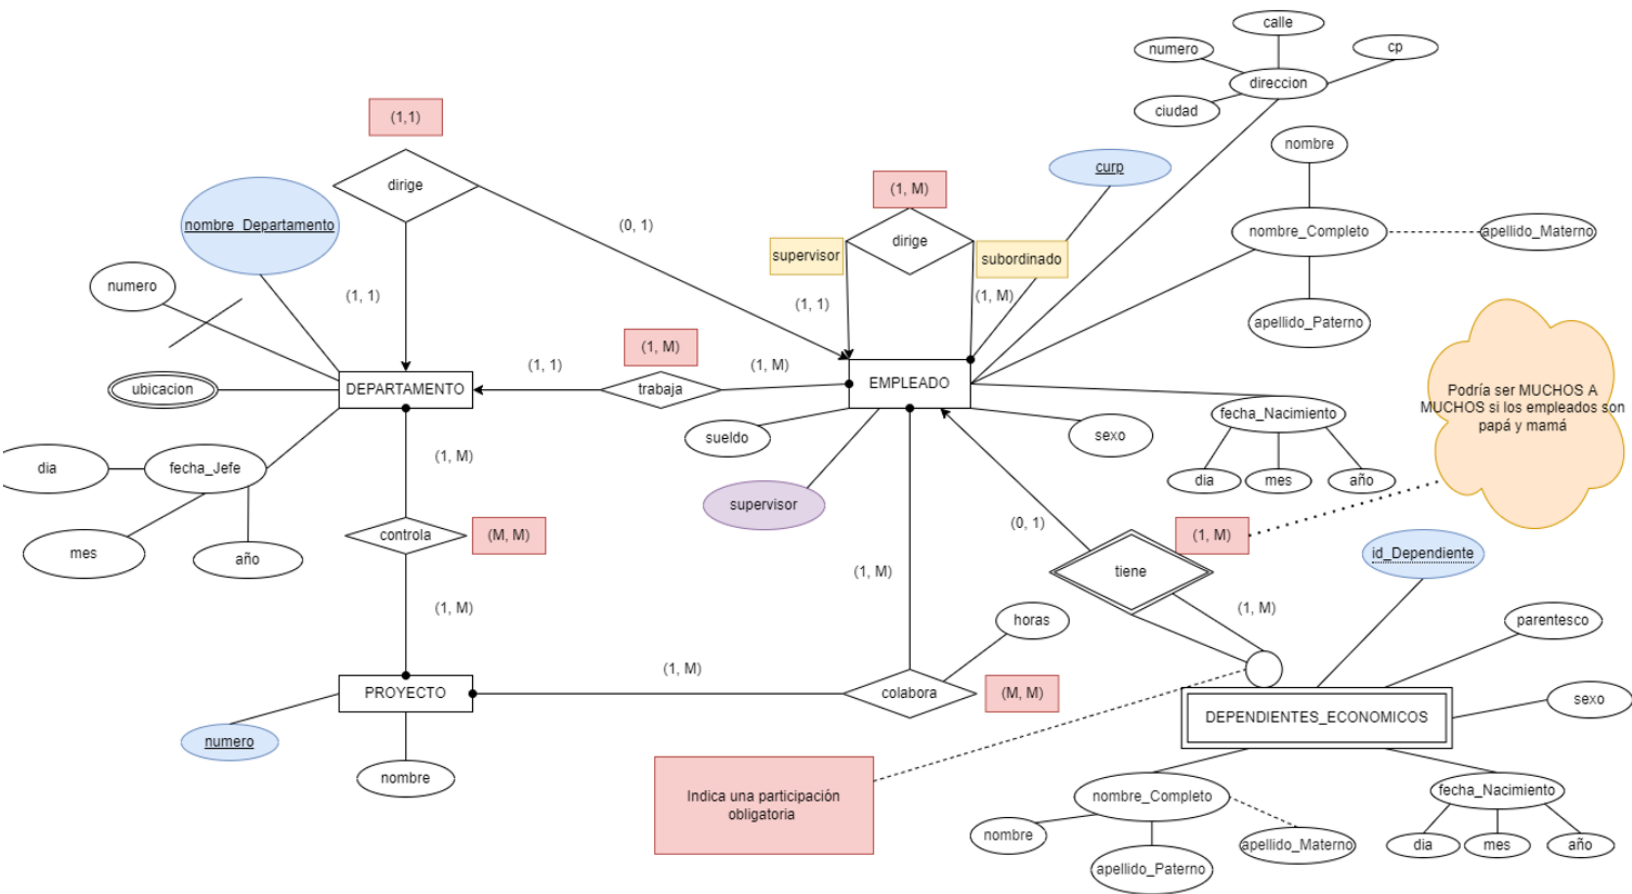 calle
numero
cp
direccion
ciudad
(1,1)
nombre
dirige
curp
(1, M)
nombre_Departamento
(0, 1)
dirige
nombre_Completo
apellido_Materno
supervisor
subordinado
numero
(1, 1)
(1, 1)
(1, M)
apellido_Paterno
(1, M)
(1, 1)
(1, M)
ubicacion
DEPARTAMENTO
trabaja
EMPLEADO
Podría ser MUCHOS A
MUCHOS si los empleados son
papá y mamá
fecha_Nacimiento
sueldo
sexo
dia
fecha_Jefe
(1, M)
dia
mes
año
supervisor
(0, 1)
controla
(M, M)
(1, M)
mes
año
id_Dependiente
(1, M)
tiene
(1, M)
(1, M)
horas
parentesco
(1, M)
PROYECTO
colabora
(M, M)
sexo
DEPENDIENTES_ECONOMICOS
numero
nombre
Indica una participación
obligatoria
nombre_Completo
fecha_Nacimiento
nombre
apellido_Materno
dia
mes
año
apellido_Paterno